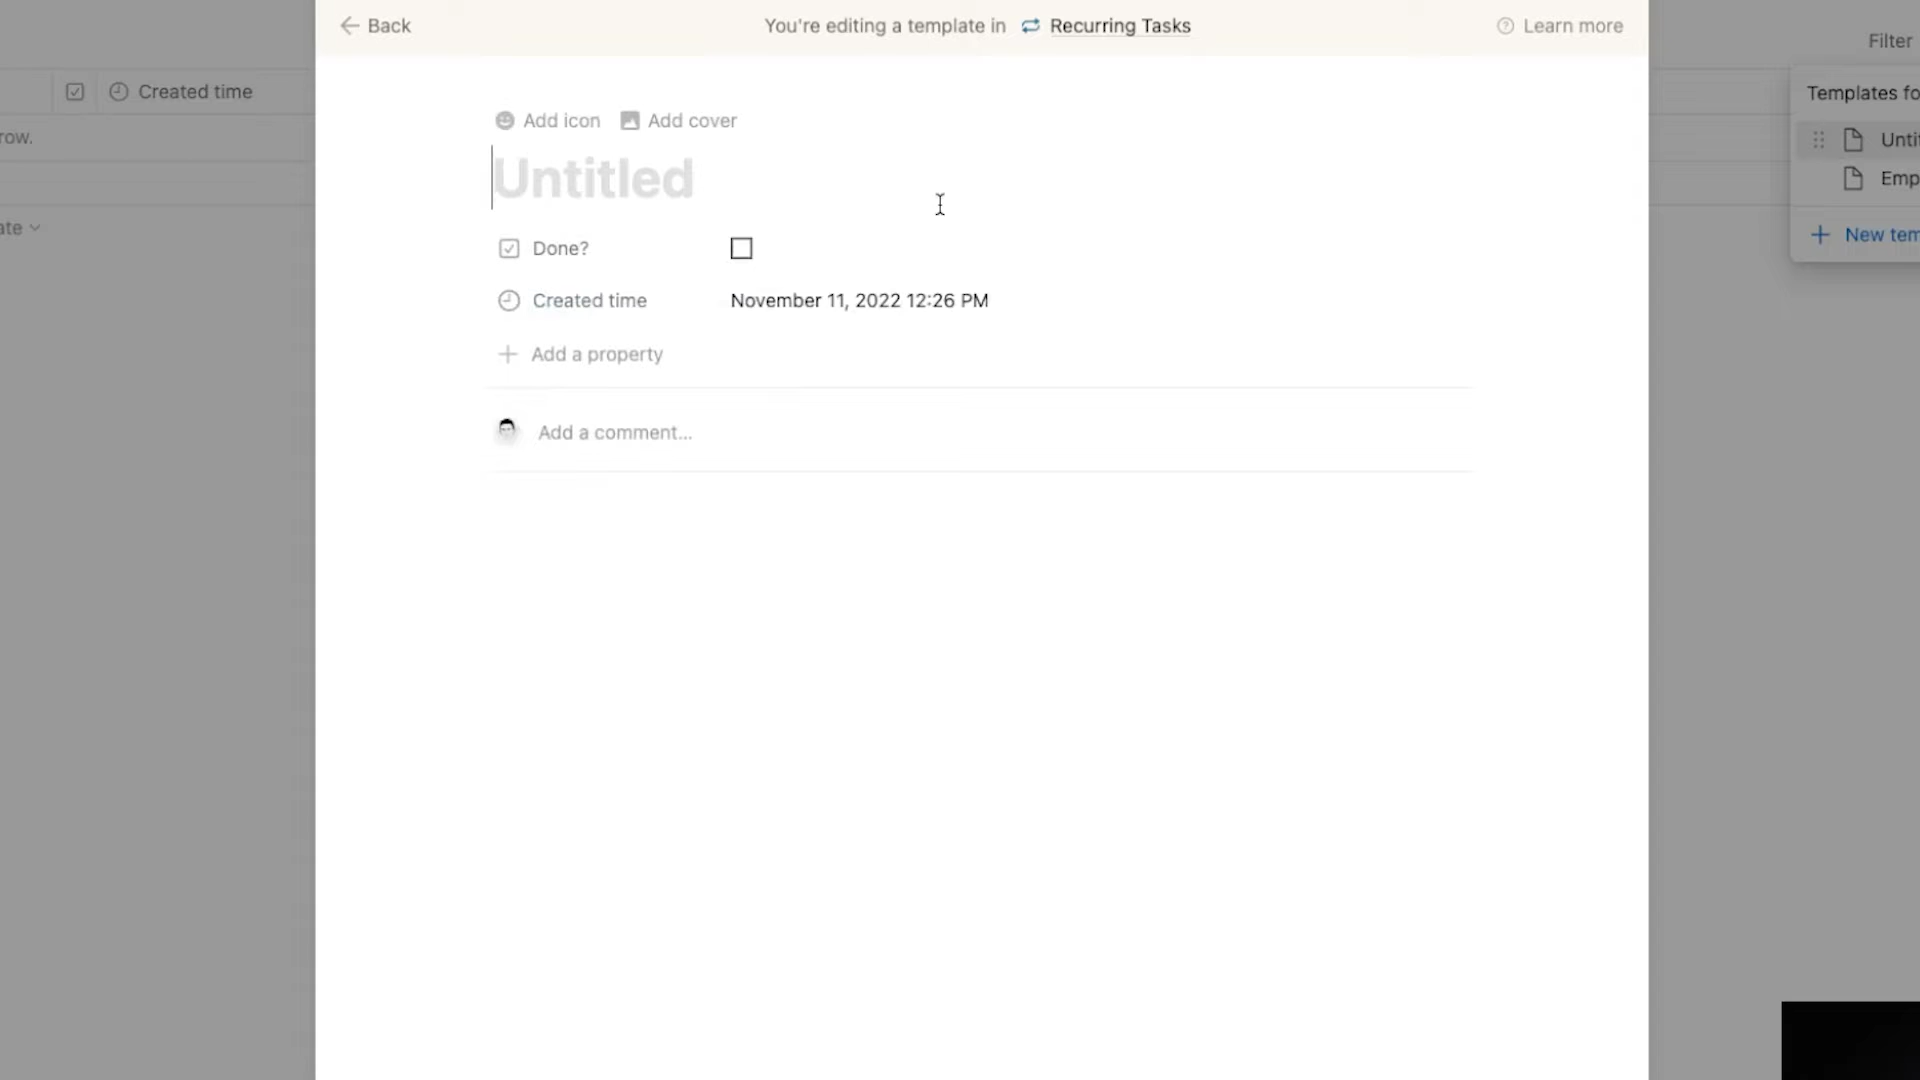 Back
You're editing a template in Recurring Tasks
Learn more
Filter
Created time
Templates fo
row.
Add icon Add cover
Untitled
Unti
Emp
Done?
ate
New tem
Created time November 11, 2022 12:26 PM
Add a property
Add a comment...